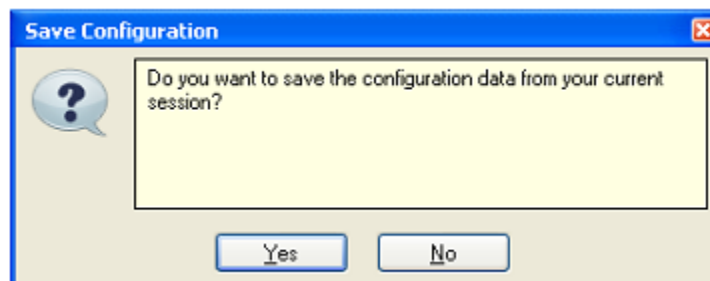 Save Configuration
Do you want to save the configuration data from your current
session?
Yes
No